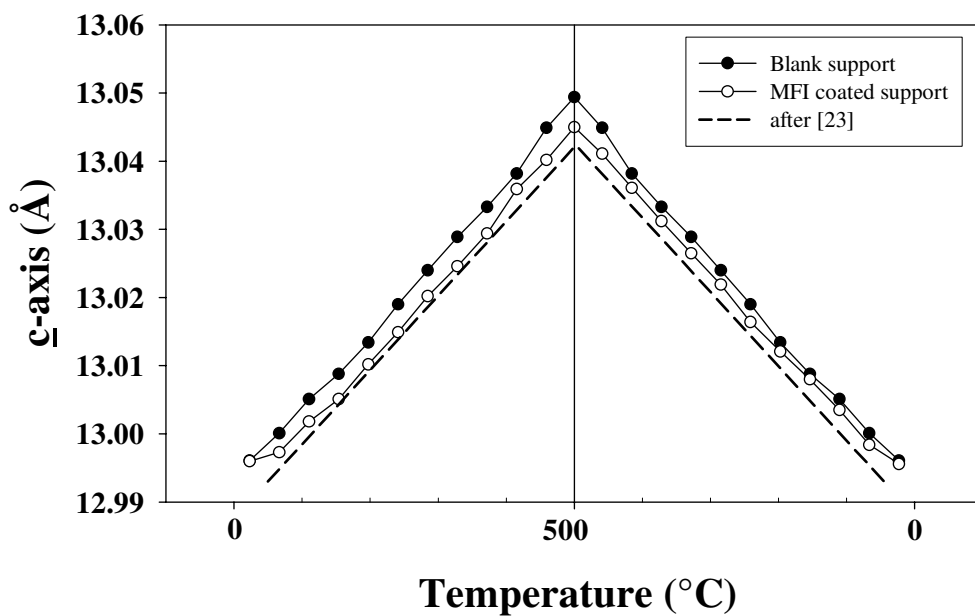 13.06
13.05
13.04
13.03
13.02
13.01
13.00
12.99
c-axis (Å)
Blank support
MFI coated support
after [23]
0
500
0
Temperature (°C)